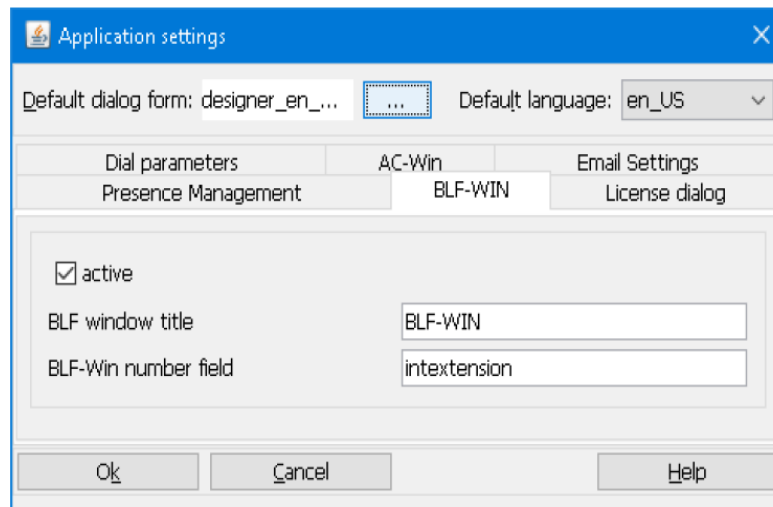 Application settings
Default dialog form: designer_en_... ... Default language: en_US
Dial parameters AC-Win Email Settings
Presence Management BLF-WIN License dialog
active
BLF window title BLF-WIN
BLF-Win number field intextension
Ok Cancel Help